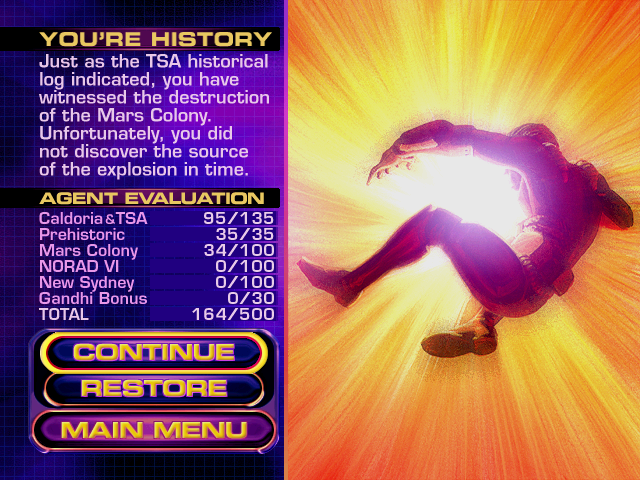 YOU'RE HISTORY
Just as the TSA historical
log indicated, you have
witnessed the destruction
of the Mars Colony.
Unfortunately, you did
not discover the source
of the explosion in time.
AGENT EVALUATION
Caldoria & TSA 95/135
Prehistoric 35/35
Mars Colony 34/100
NORAD VI 0/100
New Sydney 0/100
Gandhi Bonus 0/30
TOTAL 164/500
CONTINUE
RESTORE
MAIN MENU